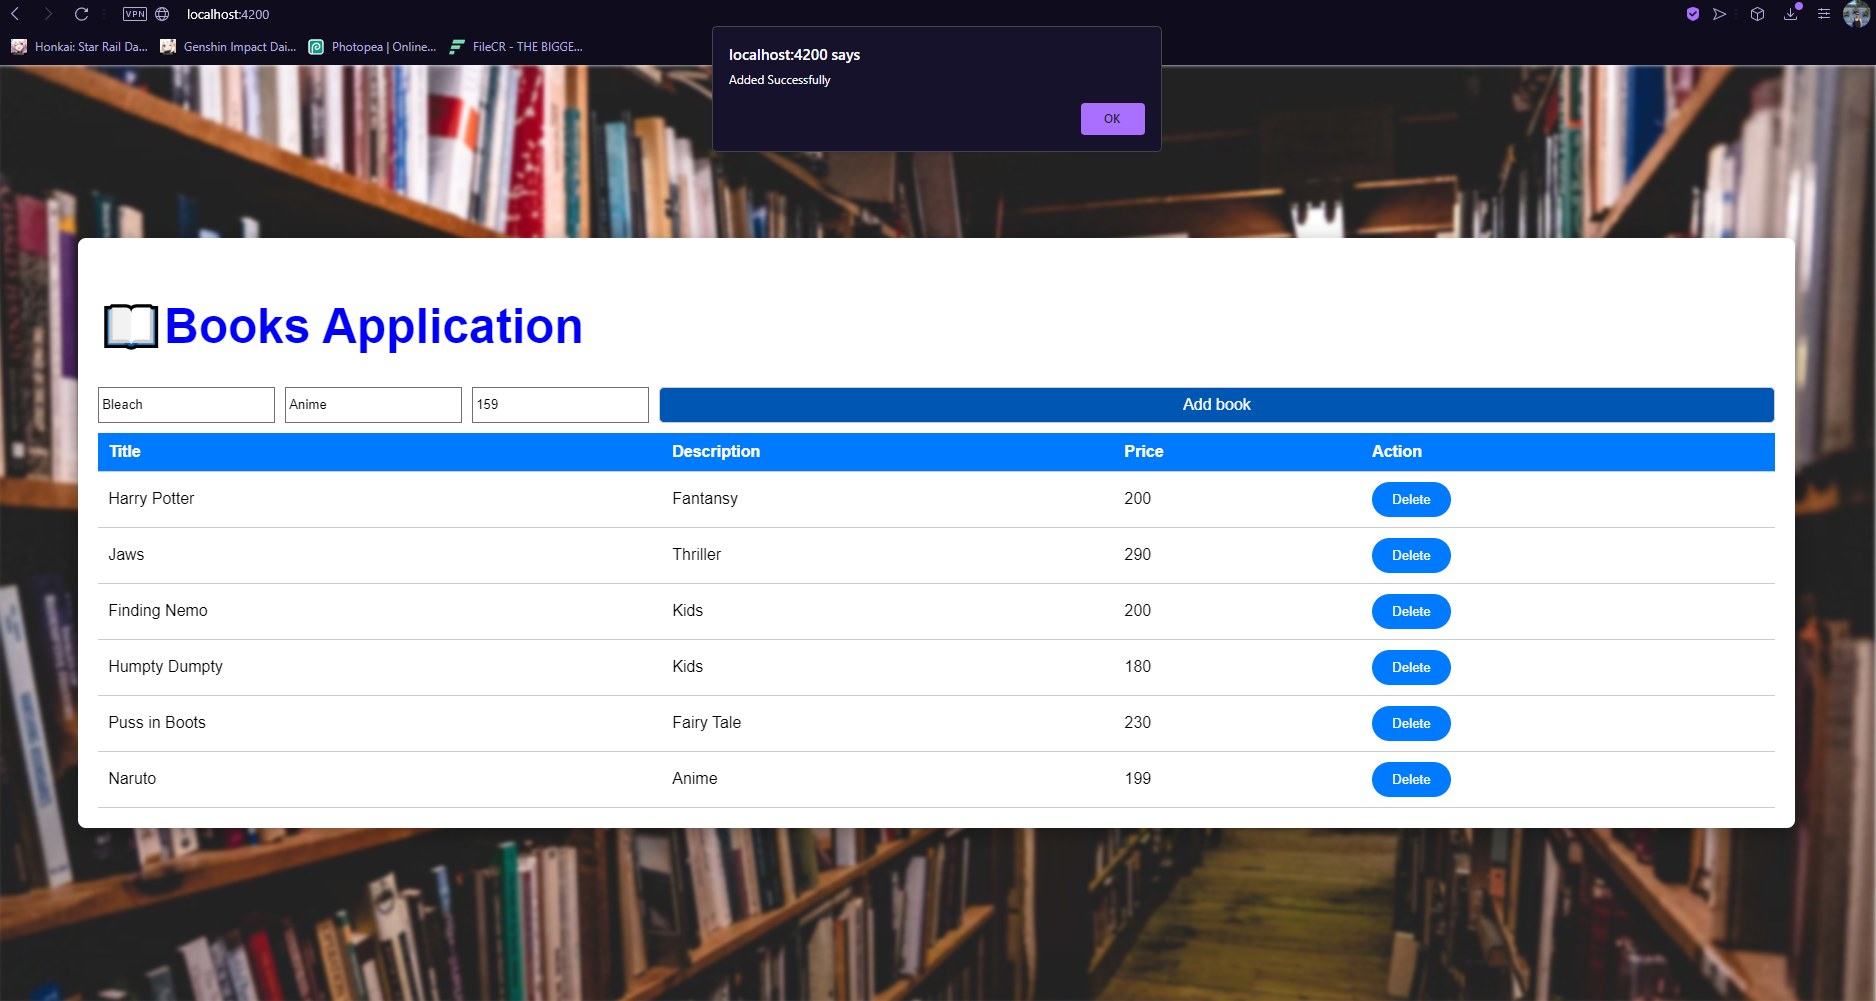 VPN localhost:4200
Honkai: Star Rail Da... Genshin Impact Dai... Photopea | Online... FileCR - THE BIGGE...
localhost:4200 says
Added Successfully
OK
Books Application
Bleach Anime 159 Add book
Title Description Price Action
Harry Potter Fantansy 200 Delete
Jaws Thriller 290 Delete
Finding Nemo Kids 200 Delete
Humpty Dumpty Kids 180 Delete
Puss in Boots Fairy Tale 230 Delete
Naruto Anime 199 Delete